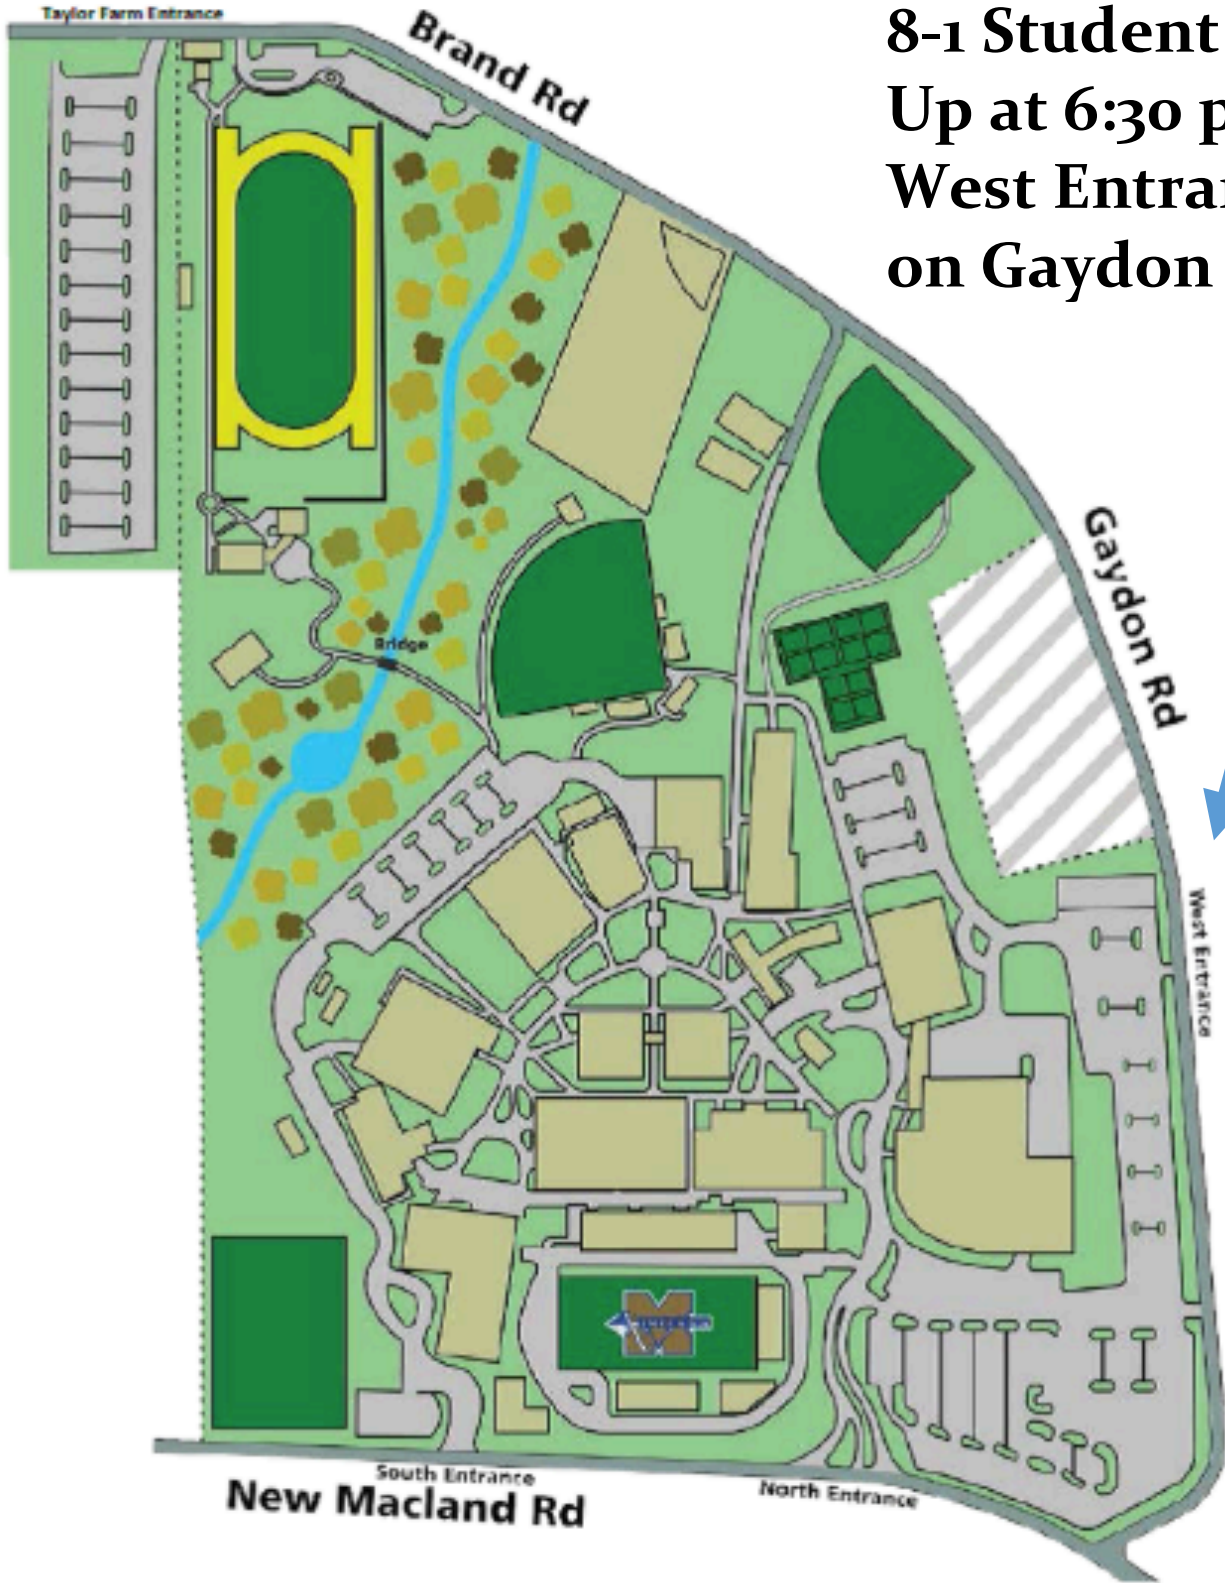 Taylor Farm Entrance
Brand Rd
8-1 Student
Up at 6:30 p
West Entra
on Gaydon
Gaydon Rd
Bridge
West Entrance
M
South Entrance
New Macland Rd
North Entrance